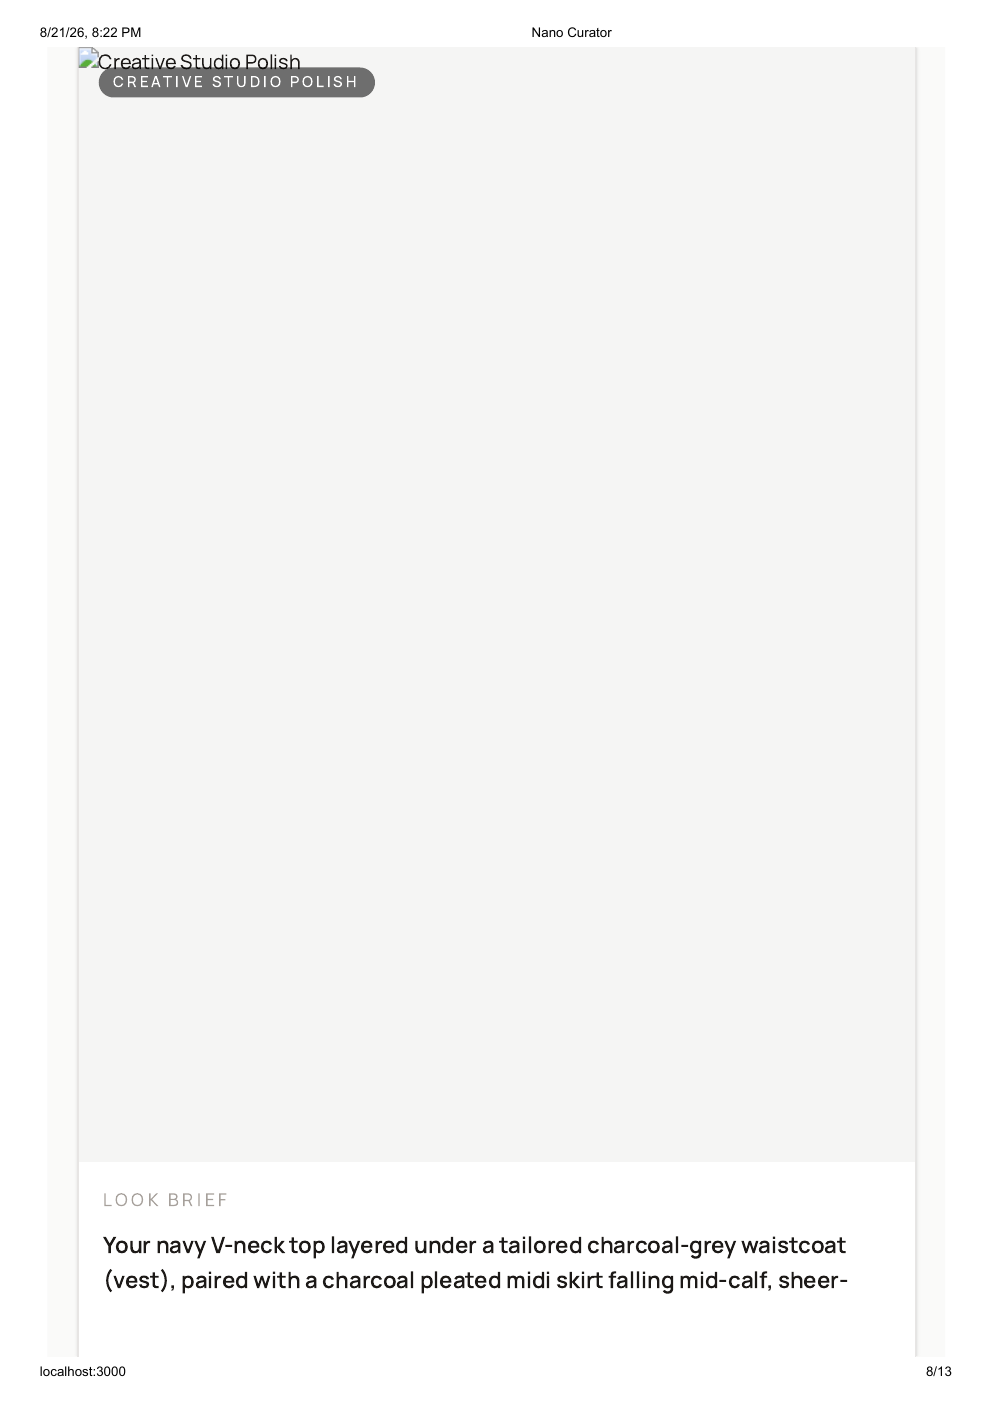 8/21/26, 8:22 PM Nano Curator
Creative Studio Polish
CREATIVE STUDIO POLISH
LOOK BRIEF
Your navy V-neck top layered under a tailored charcoal-grey waistcoat
(vest), paired with a charcoal pleated midi skirt falling mid-calf, sheer-
localhost:3000 8/13